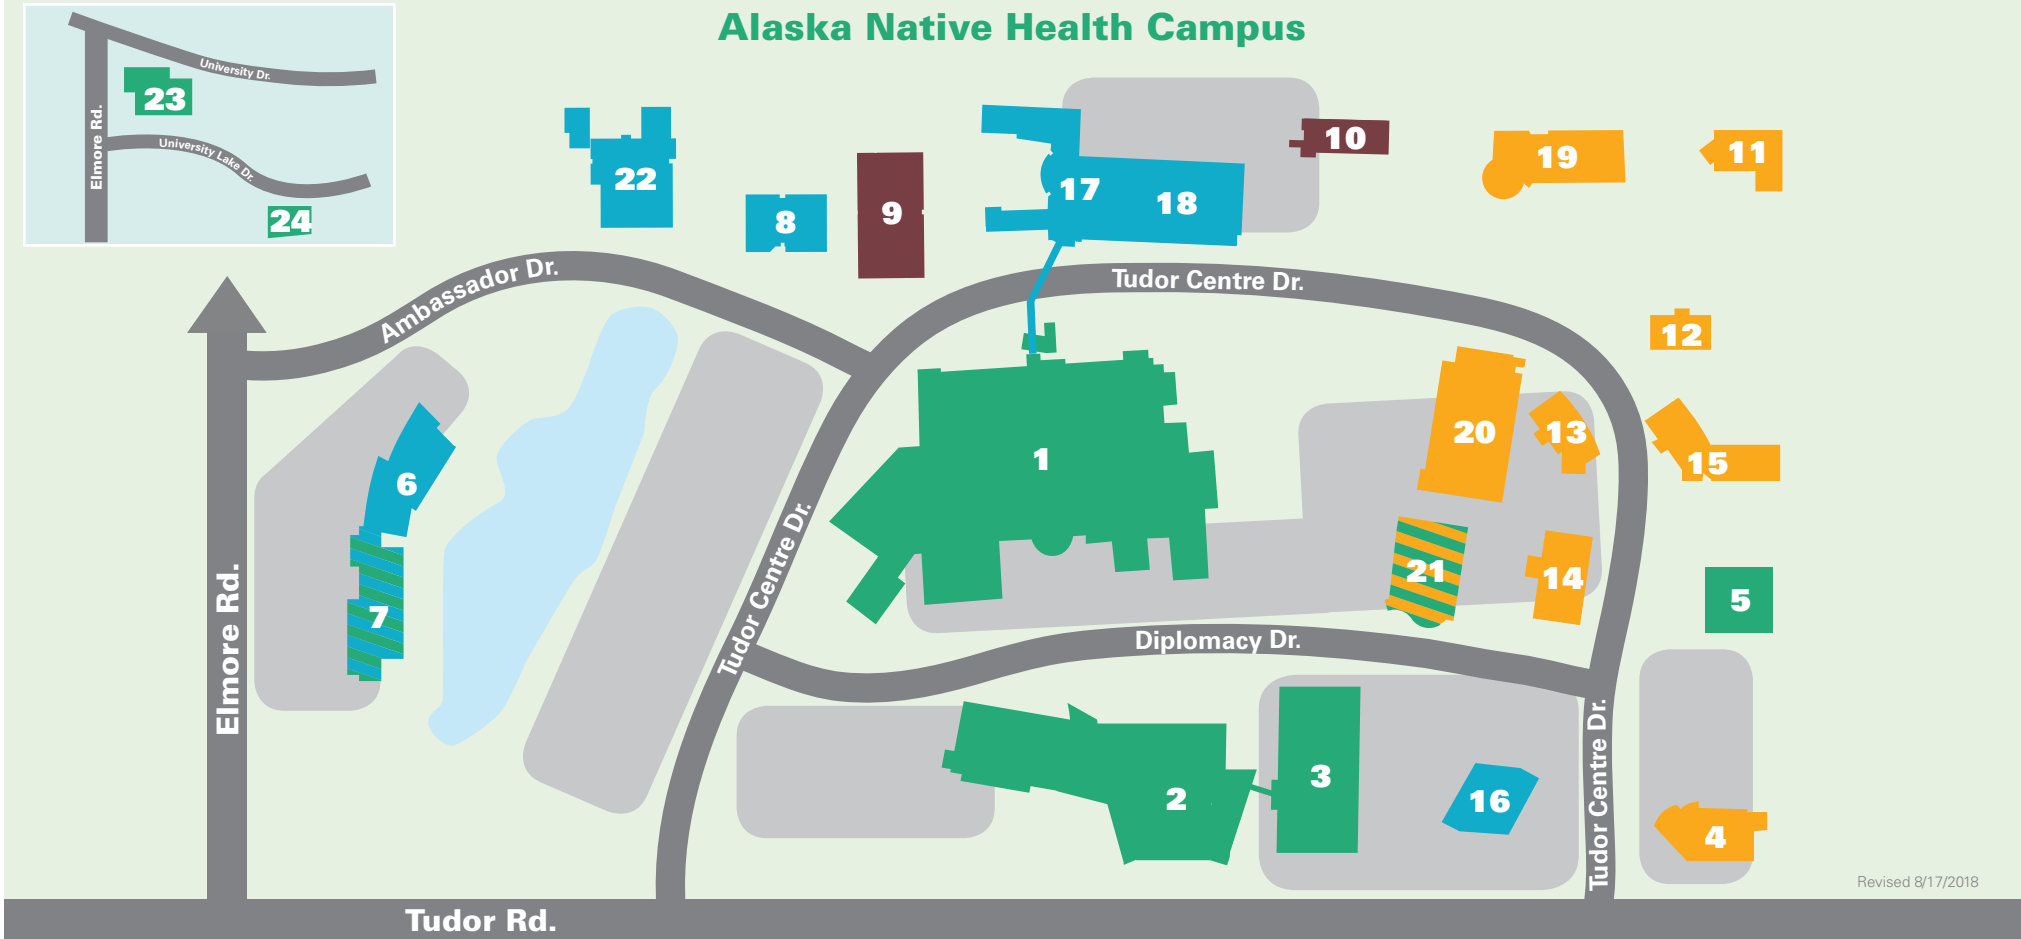 Alaska Native Health Campus
University Dr.
23
Elmore Rd.
University Lake Dr.
24
22
8
9
17
18
10
19
11
Ambassador Dr.
Tudor Centre Dr.
12
6
1
20
13
15
7
Tudor Centre Dr.
21
14
5
Elmore Rd.
Diplomacy Dr.
2
3
16
Tudor Centre Dr.
4
Revised 8/17/2018
Tudor Rd.